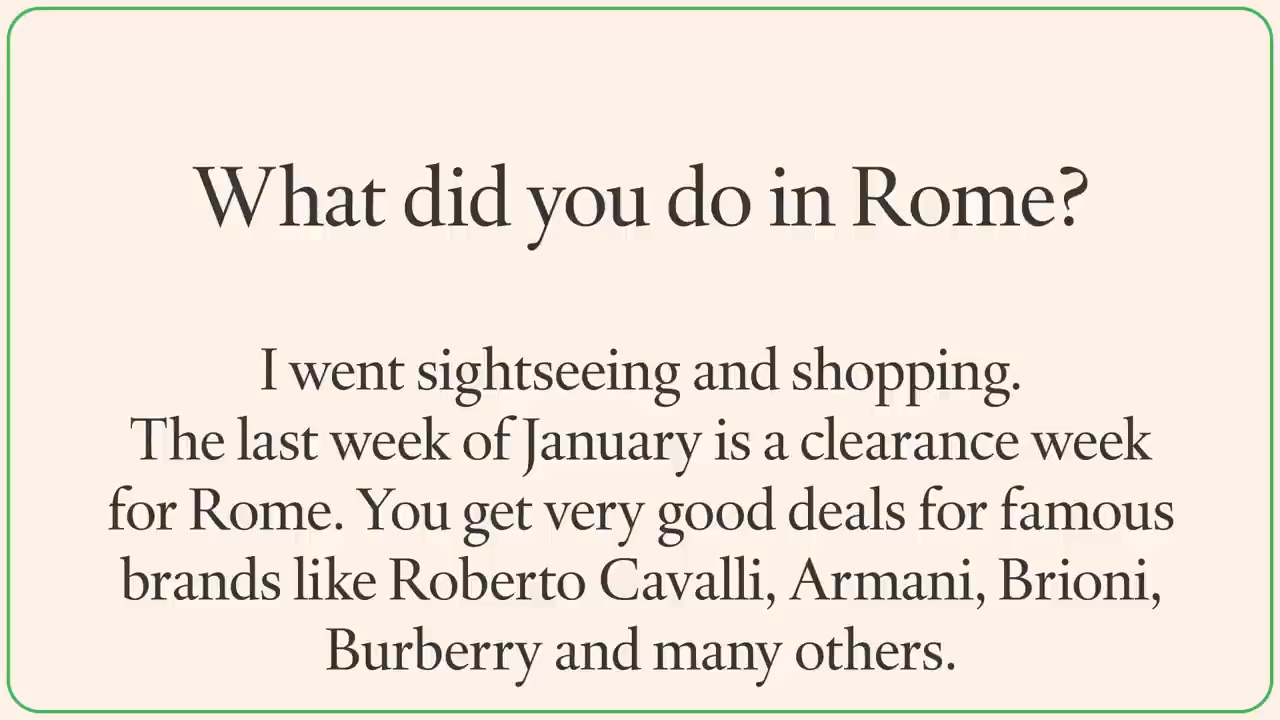 What did you do in Rome?
I went sightseeing and shopping.
The last week of January is a clearance week
for Rome. You get very good deals for famous
brands like Roberto Cavalli, Armani, Brioni,
Burberry and many others.